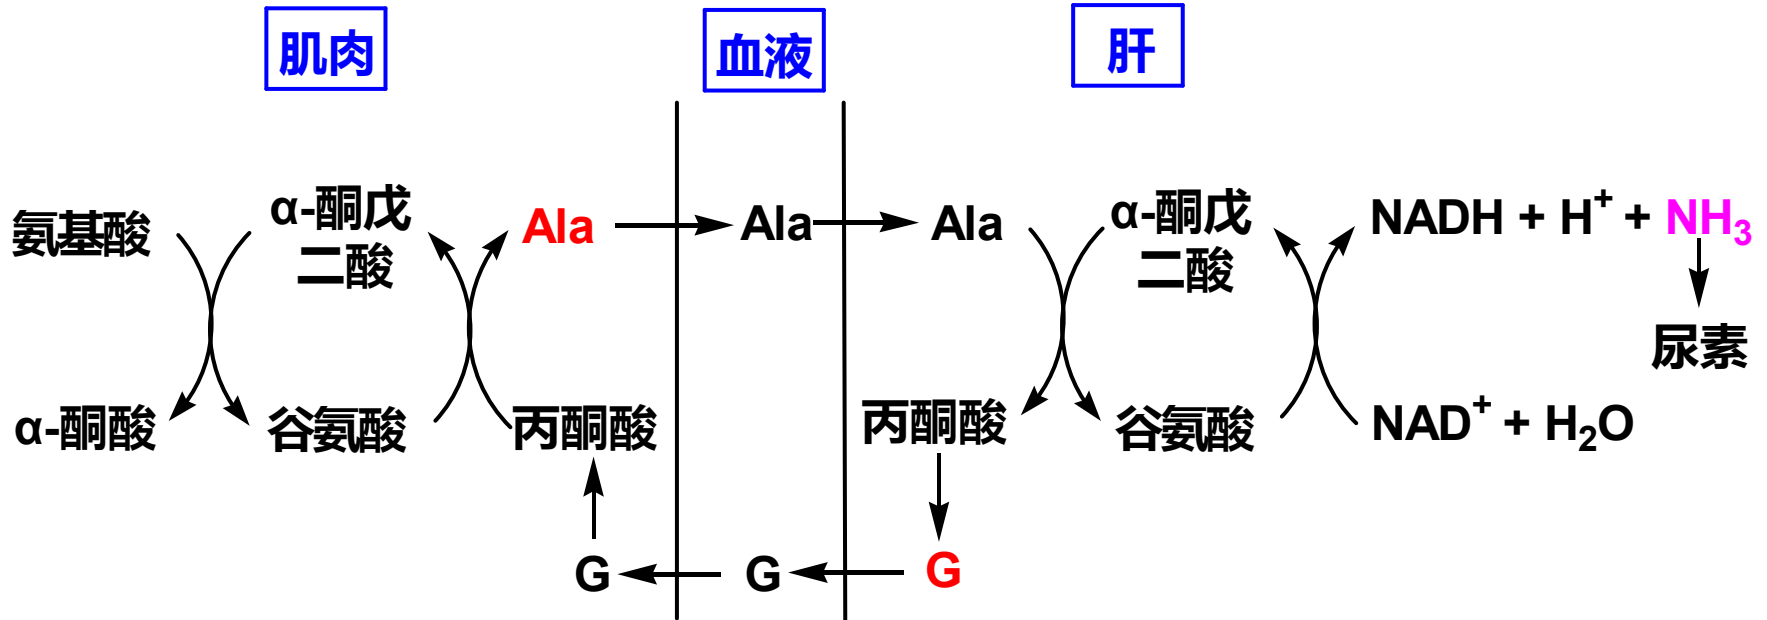 肌肉
血液
肝
氨基酸
α-酮戊
二酸
Ala
Ala
Ala
α-酮戊
二酸
NADH + H⁺ + NH₃
尿素
α-酮酸
谷氨酸
丙酮酸
丙酮酸
谷氨酸
NAD⁺ + H₂O
G
G
G